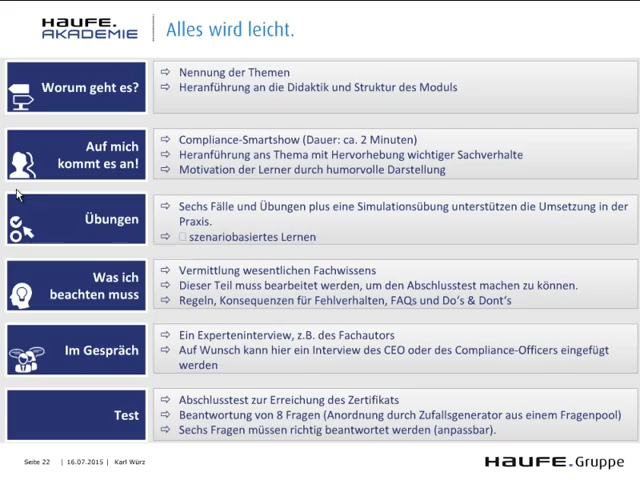 HAUFE.
AKADEMIE
Alles wird leicht.
Worum geht es?
Nennung der Themen
Heranführung an die Didaktik und Struktur des Moduls
Auf mich
kommt es an!
Compliance-Smartshow (Dauer: ca. 2 Minuten)
Heranführung ans Thema mit Hervorhebung wichtiger Sachverhalte
Motivation der Lerner durch humorvolle Darstellung
Übungen
Sechs Fälle und Übungen plus eine Simulationsübung unterstützen die Umsetzung in der
Praxis.
szenariobasiertes Lernen
Was ich
beachten muss
Vermittlung wesentlichen Fachwissens
Dieser Teil muss bearbeitet werden, um den Abschlusstest machen zu können.
Regeln, Konsequenzen für Fehlverhalten, FAQs und Do's & Dont's
Im Gespräch
Ein Experteninterview, z.B. des Fachautors
Auf Wunsch kann hier ein Interview des CEO oder des Compliance-Officers eingefügt
werden
Test
Abschlusstest zur Erreichung des Zertifikats
Beantwortung von 8 Fragen (Anordnung durch Zufallsgenerator aus einem Fragenpool)
Sechs Fragen müssen richtig beantwortet werden (anpassbar).
Seite 22 | 16.07.2015 | Karl Würz
HAUFE.Gruppe